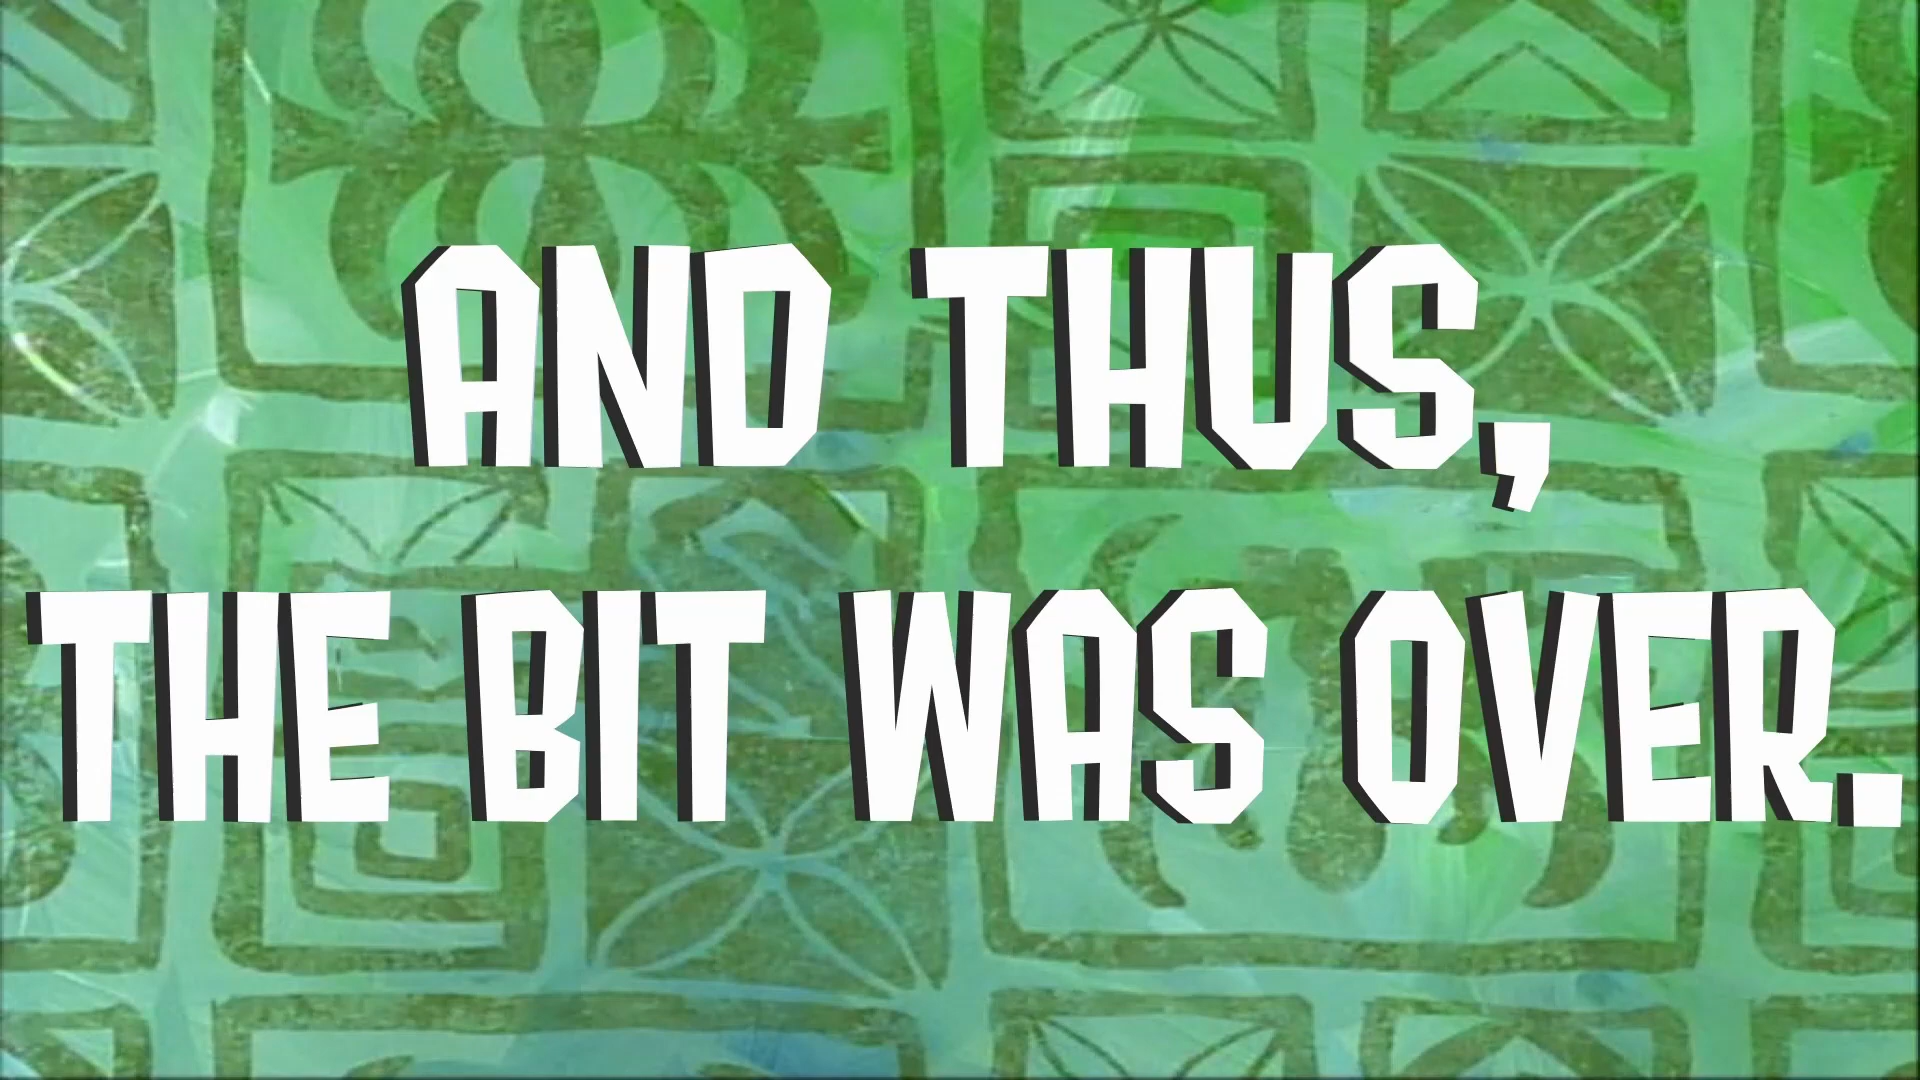 AND THUS,
THE BIT WAS OVER.